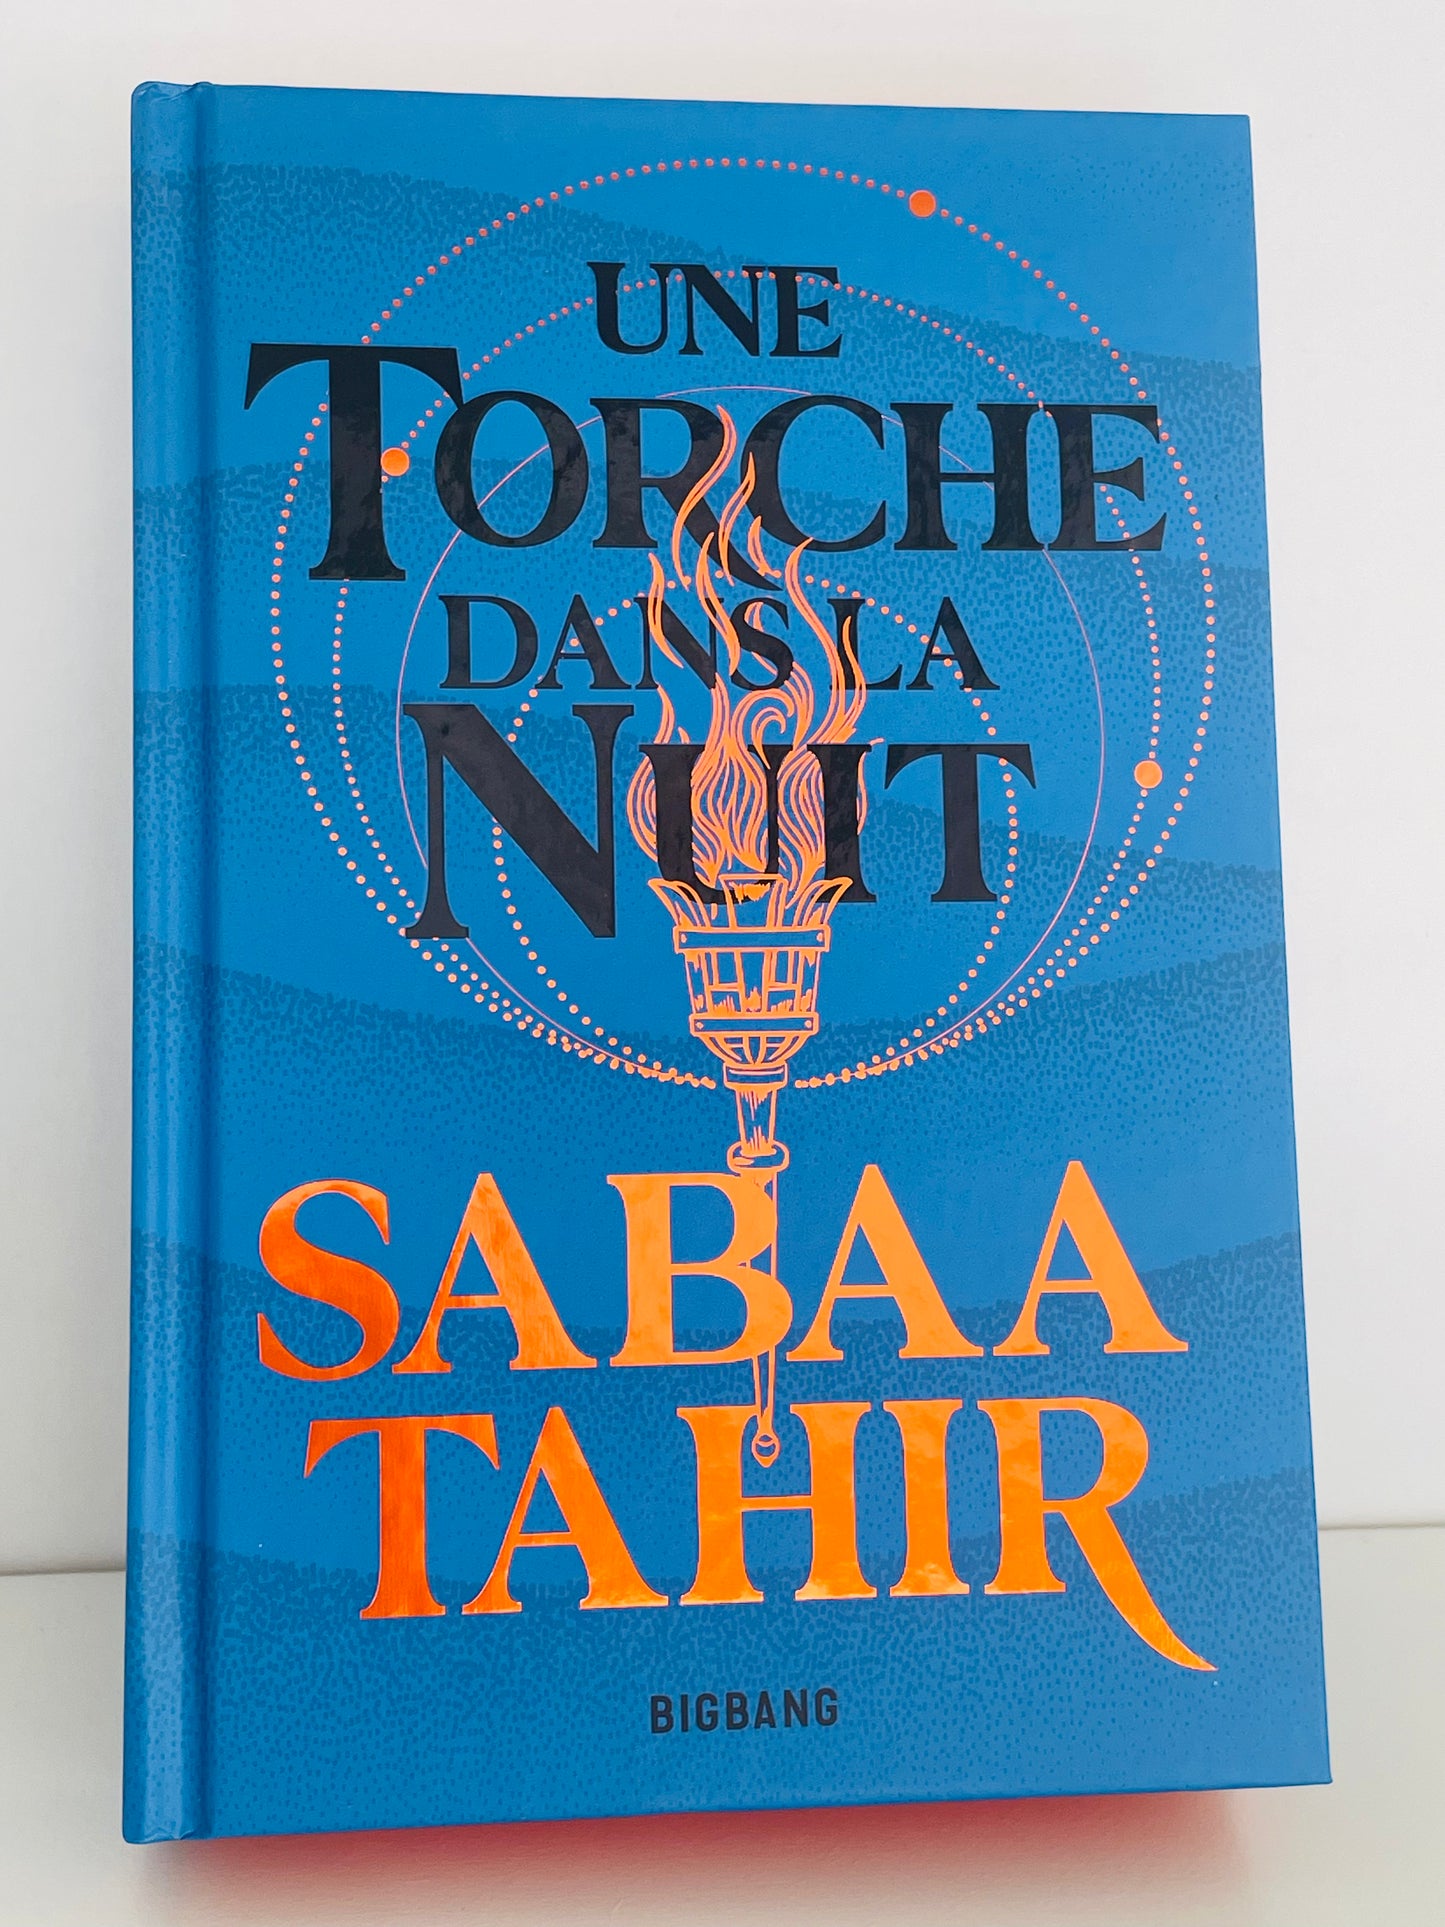 UNE
TORCHE
DANS LA
NUIT
SABAA
TAHIR
BIGBANG